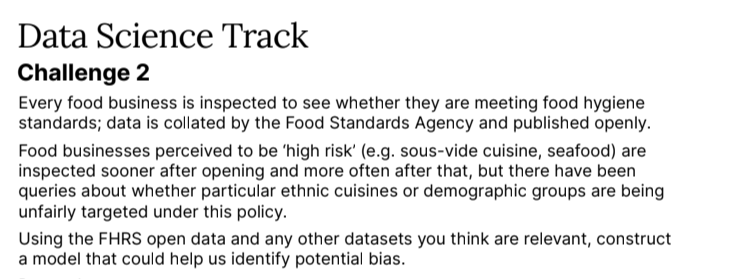 Data Science Track
Challenge 2
Every food business is inspected to see whether they are meeting food hygiene
standards; data is collated by the Food Standards Agency and published openly.
Food businesses perceived to be ‘high risk’ (e.g. sous-vide cuisine, seafood) are
inspected sooner after opening and more often after that, but there have been
queries about whether particular ethnic cuisines or demographic groups are being
unfairly targeted under this policy.
Using the FHRS open data and any other datasets you think are relevant, construct
a model that could help us identify potential bias.